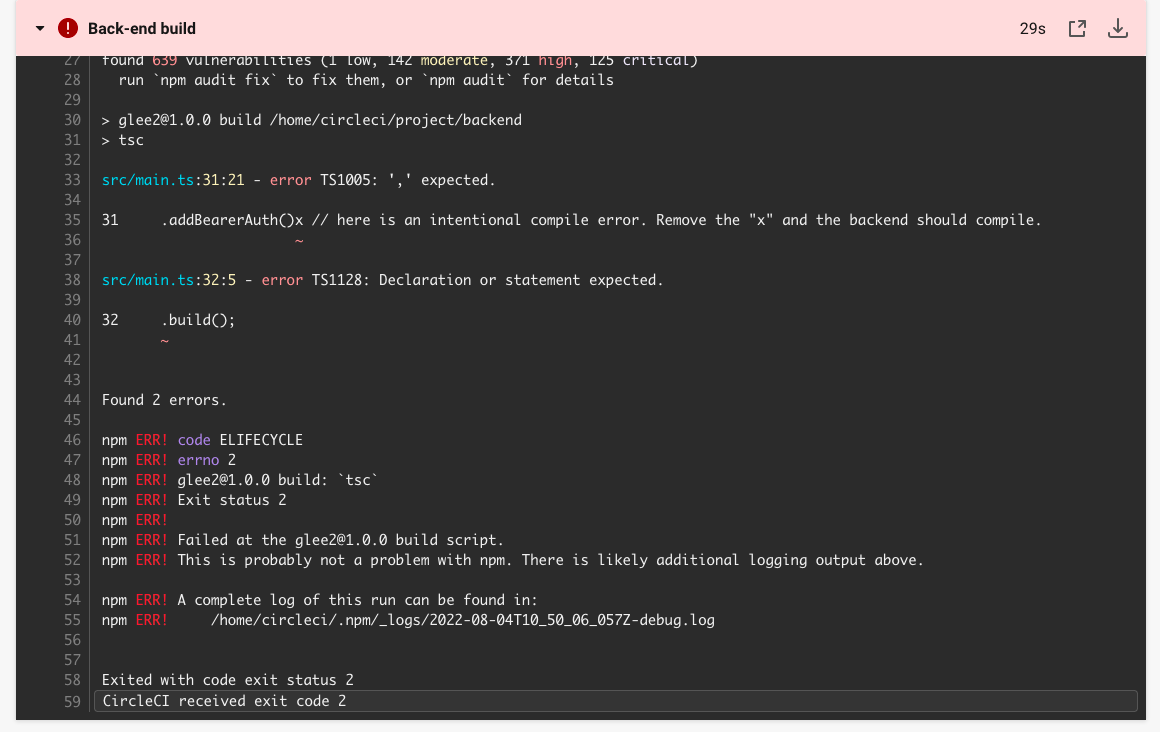 Back-end build 29s
27 found 639 vulnerabilities (1 low, 142 moderate, 371 high, 125 critical)
28 run `npm audit fix` to fix them, or `npm audit` for details
29
30 > glee2@1.0.0 build /home/circleci/project/backend
31 > tsc
32
33 src/main.ts:31:21 - error TS1005: ',' expected.
34
35 31     .addBearerAuth()x // here is an intentional compile error. Remove the "x" and the backend should compile.
36 ~
37
38 src/main.ts:32:5 - error TS1128: Declaration or statement expected.
39
40 32     .build();
41 ~
42
43
44 Found 2 errors.
45
46 npm ERR! code ELIFECYCLE
47 npm ERR! errno 2
48 npm ERR! glee2@1.0.0 build: `tsc`
49 npm ERR! Exit status 2
50 npm ERR!
51 npm ERR! Failed at the glee2@1.0.0 build script.
52 npm ERR! This is probably not a problem with npm. There is likely additional logging output above.
53
54 npm ERR! A complete log of this run can be found in:
55 npm ERR!     /home/circleci/.npm/_logs/2022-08-04T10_50_06_057Z-debug.log
56
57
58 Exited with code exit status 2
59 CircleCI received exit code 2